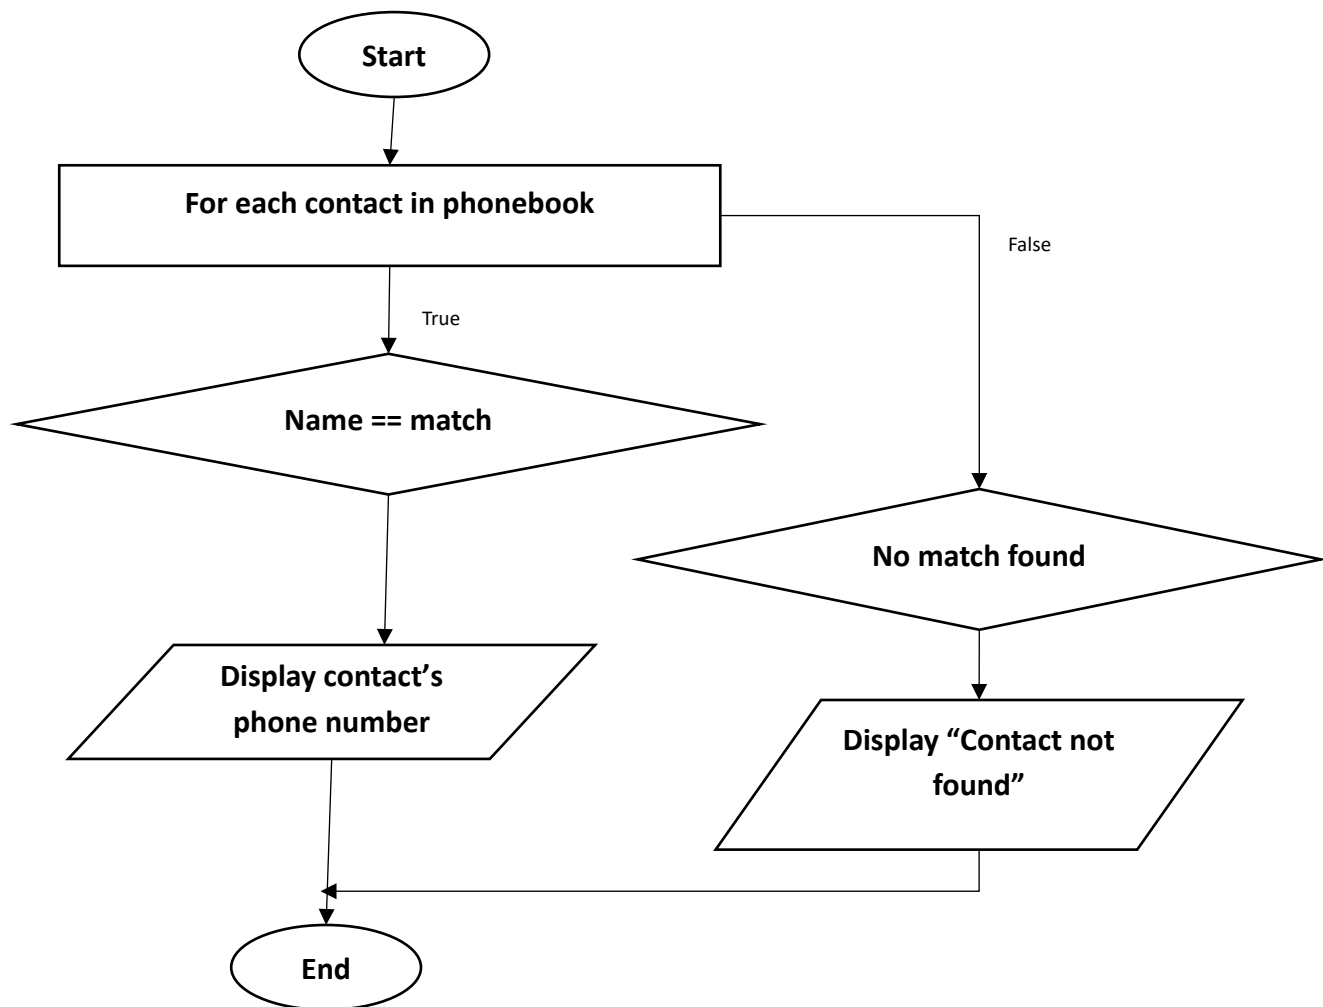 Start
For each contact in phonebook
False
True
Name == match
No match found
Display contact’s
phone number
Display “Contact not
found”
End